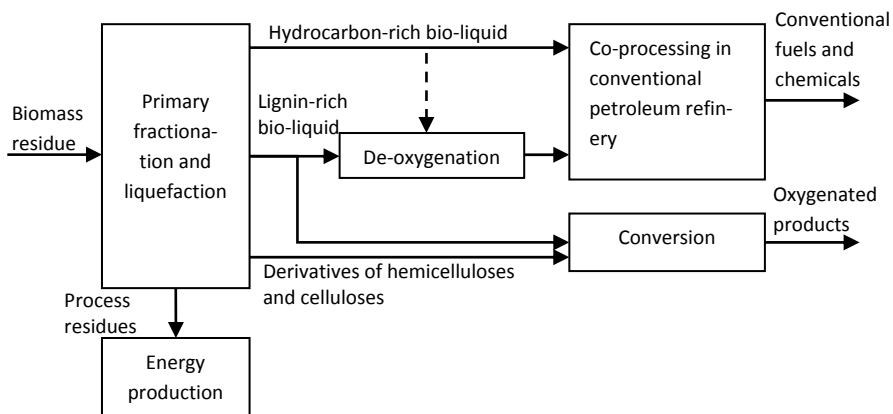 Biomass
residue
Primary
fractiona-
tion and
liquefaction
Hydrocarbon-rich bio-liquid
Lignin-rich
bio-liquid
De-oxygenation
Co-processing in
conventional
petroleum refin-
ery
Conventional
fuels and
chemicals
Conversion
Oxygenated
products
Derivatives of hemicelluloses
and celluloses
Process
residues
Energy
production